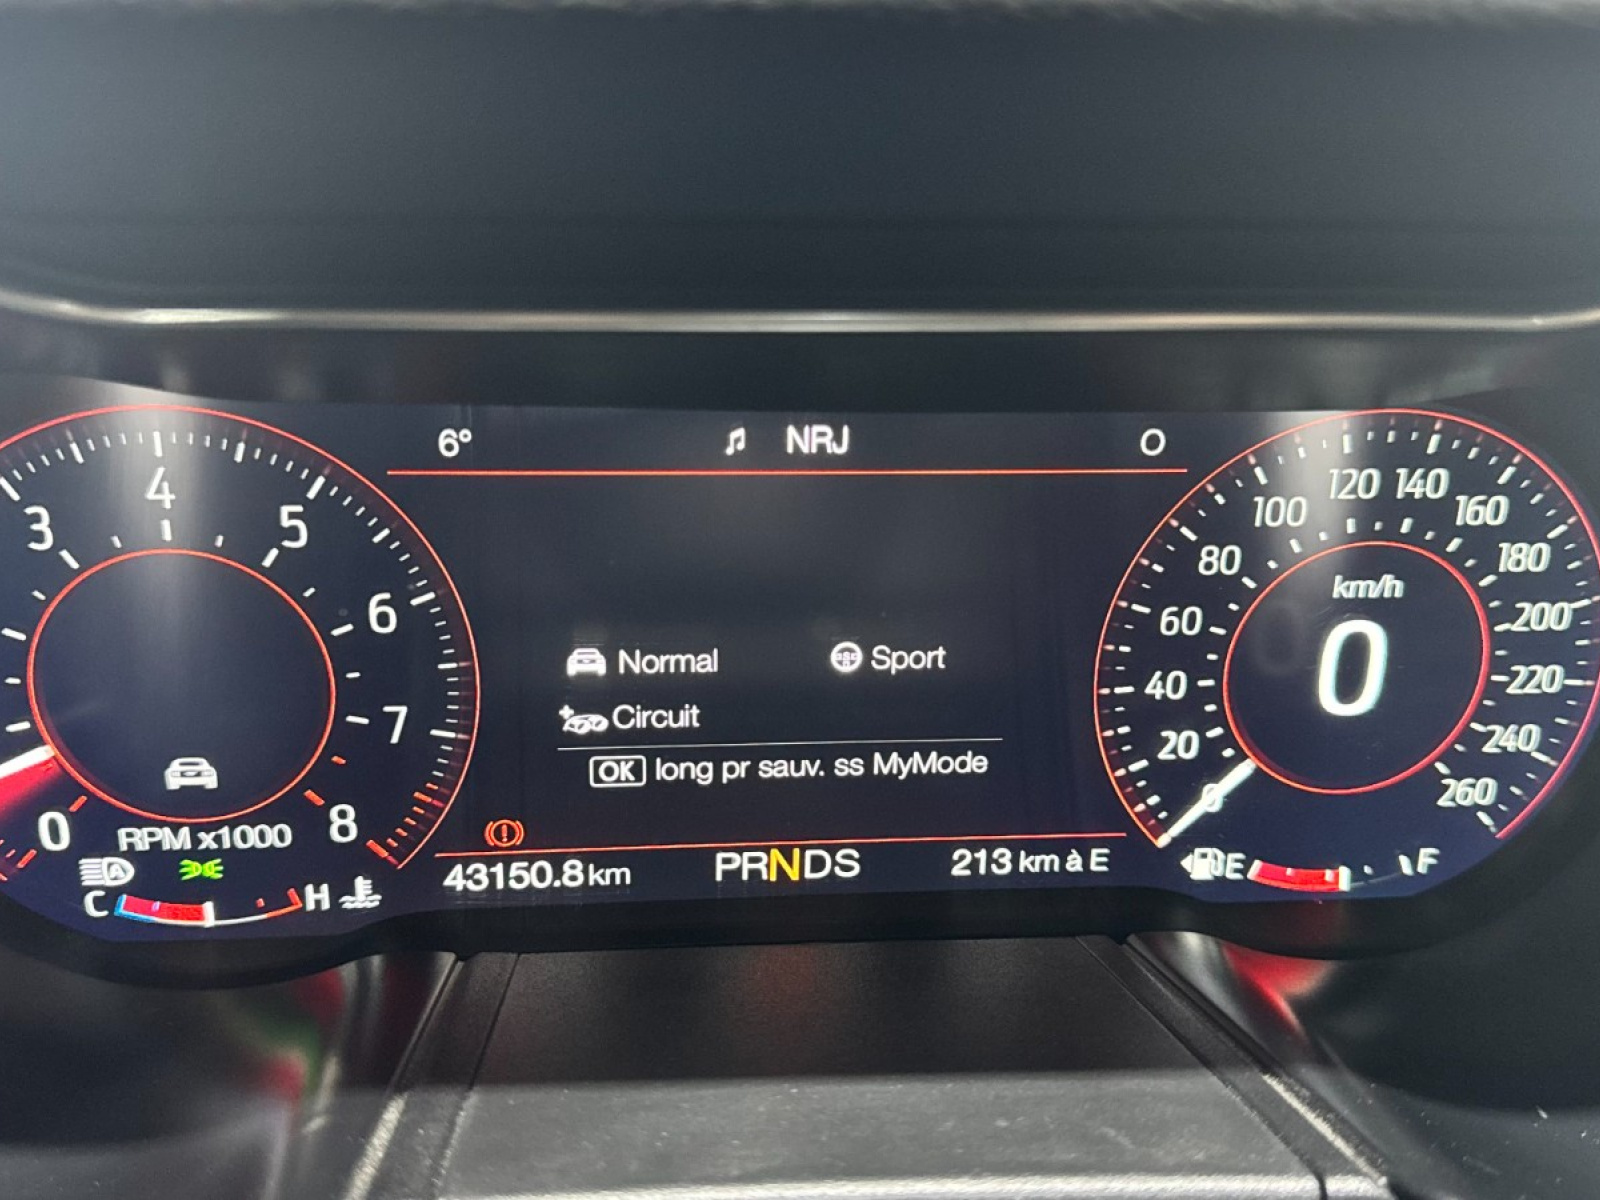 6° NRJ O
3 4 5 6 7 8 0
RPM x1000
A
C H
Normal Sport
Circuit
OK long pr sauv. ss MyMode
43150.8 km PRNDS 213 km à E
0 20 40 60 80 100 120 140 160 180 200 220 240 260
km/h
0
E F